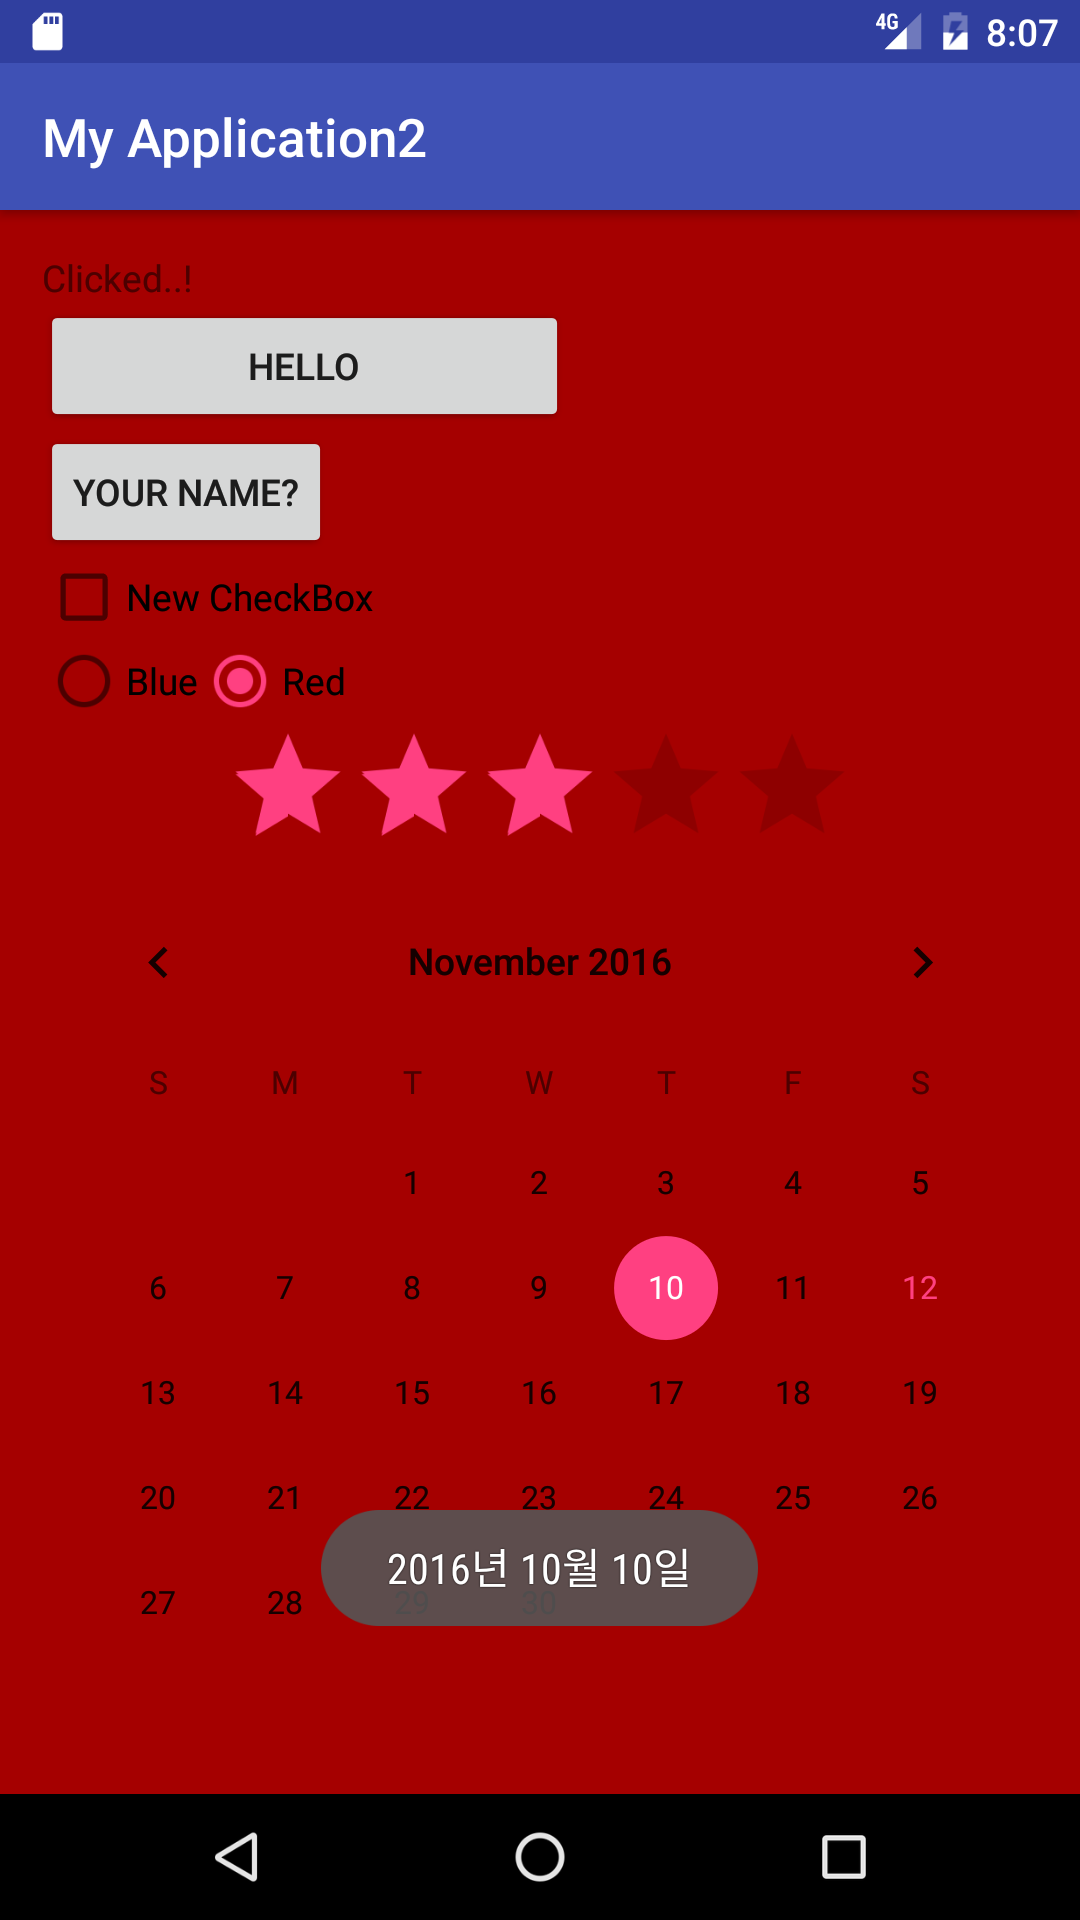 4G 8:07
My Application2
Clicked..!
HELLO
YOUR NAME?
New CheckBox
Blue Red
November 2016
S M T W T F S
1 2 3 4 5
6 7 8 9 10 11 12
13 14 15 16 17 18 19
20 21 22 23 24 25 26
2016년 10월 10일
27 28 29 30